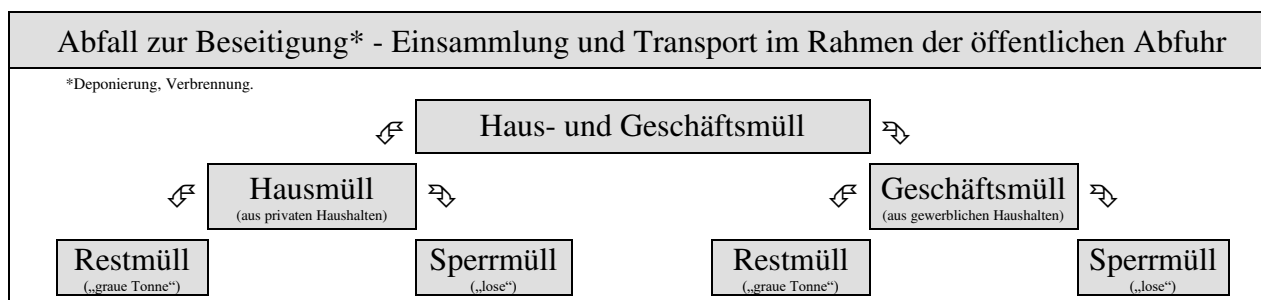 Abfall zur Beseitigung* - Einsammlung und Transport im Rahmen der öffentlichen Abfuhr
*Deponierung, Verbrennung.
Haus- und Geschäftsmüll
Hausmüll
(aus privaten Haushalten)
Geschäftsmüll
(aus gewerblichen Haushalten)
Restmüll
(„graue Tonne“)
Sperrmüll
(„lose“)
Restmüll
(„graue Tonne“)
Sperrmüll
(„lose“)